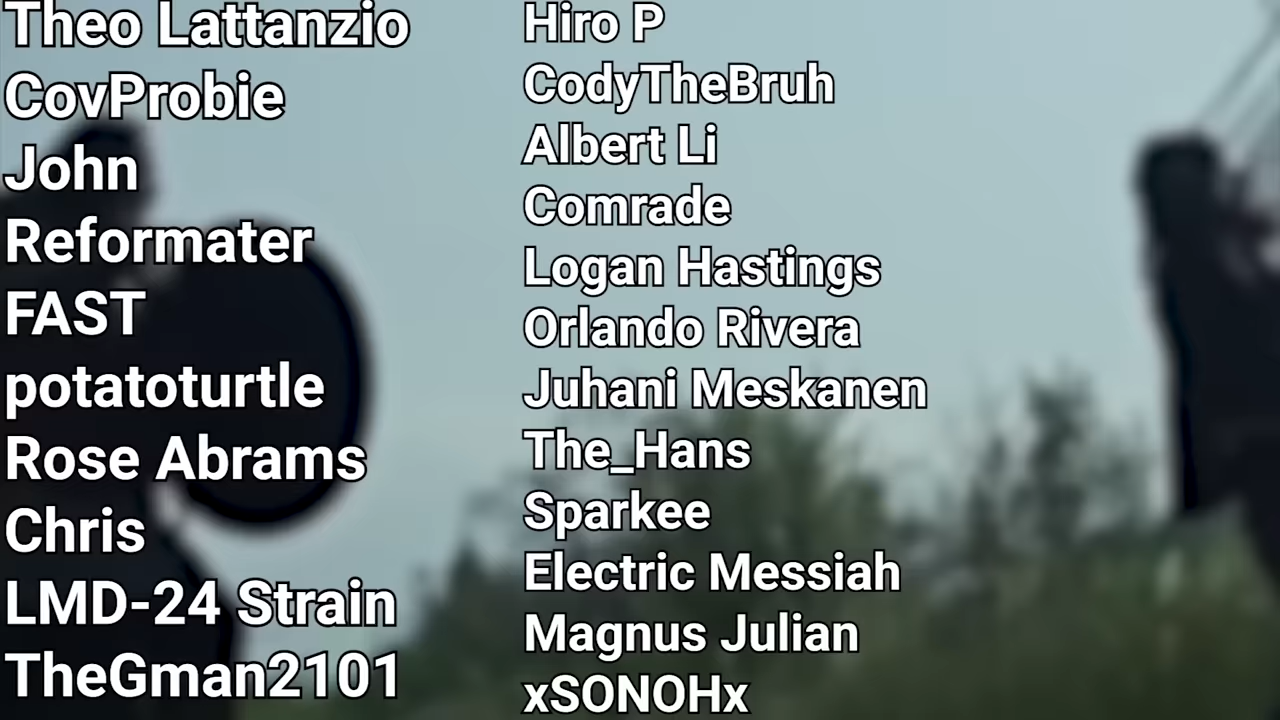 Theo Lattanzio
CovProbie
John
Reformater
FAST
potatoturtle
Rose Abrams
Chris
LMD-24 Strain
TheGman2101
Hiro P
CodyTheBruh
Albert Li
Comrade
Logan Hastings
Orlando Rivera
Juhani Meskanen
The_Hans
Sparkee
Electric Messiah
Magnus Julian
xSONOHx